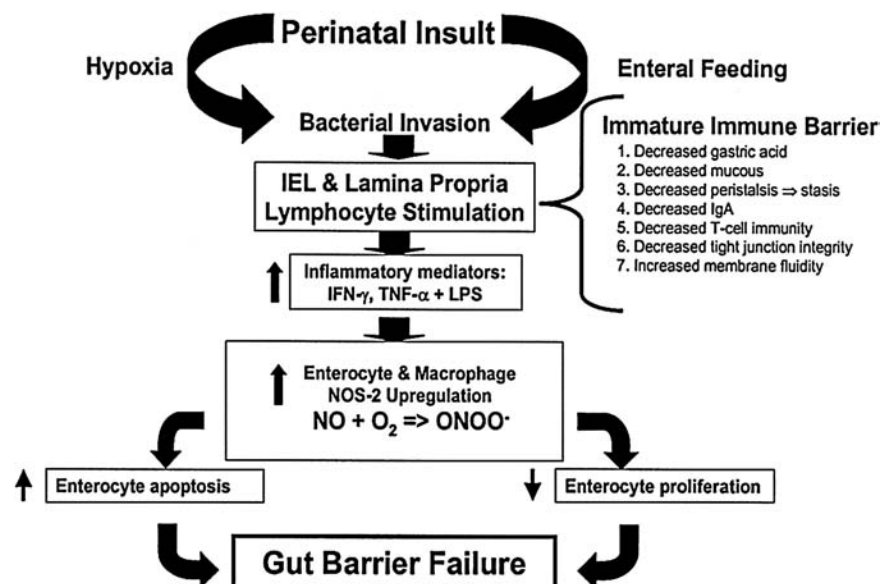 Perinatal Insult
Hypoxia
Enteral Feeding
Bacterial Invasion
Immature Immune Barrier
1. Decreased gastric acid
2. Decreased mucous
3. Decreased peristalsis ⇒ stasis
4. Decreased IgA
5. Decreased T-cell immunity
6. Decreased tight junction integrity
7. Increased membrane fluidity
IEL & Lamina Propria
Lymphocyte Stimulation
Inflammatory mediators:
IFN-γ, TNF-α + LPS
Enterocyte & Macrophage
NOS-2 Upregulation
NO + O₂ => ONOO⁻
Enterocyte apoptosis
Enterocyte proliferation
Gut Barrier Failure